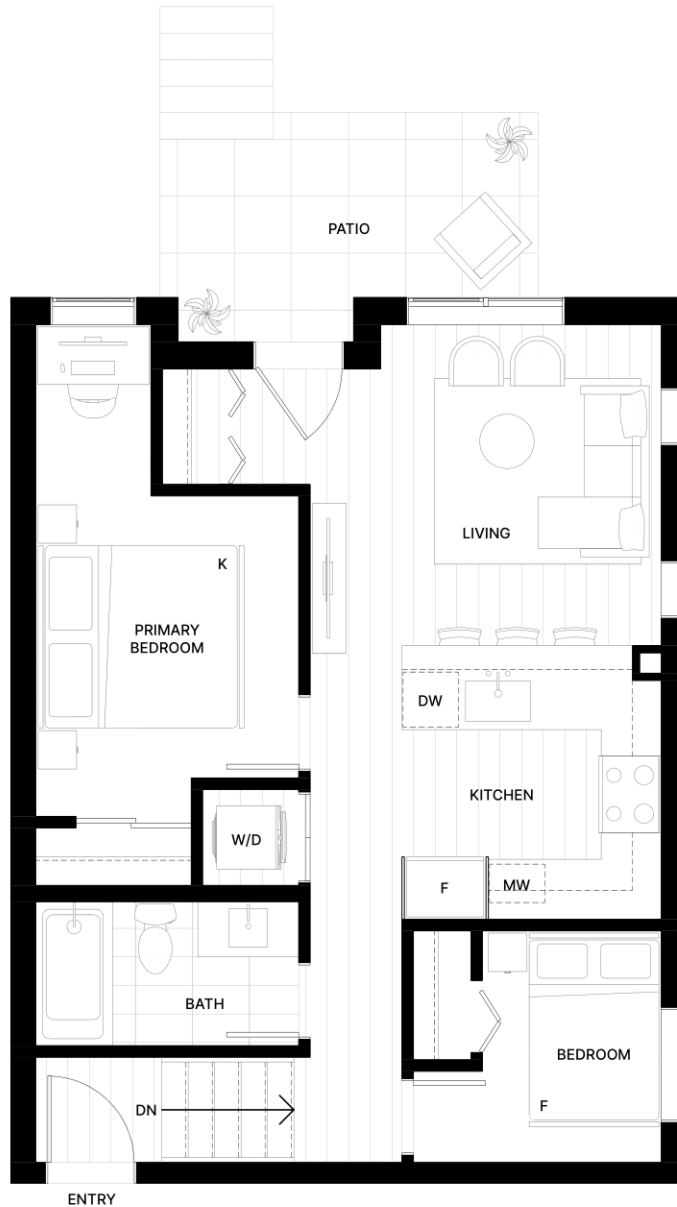 PATIO
LIVING
K
PRIMARY
BEDROOM
DW
KITCHEN
W/D
F
MW
BATH
BEDROOM
F
DN
ENTRY